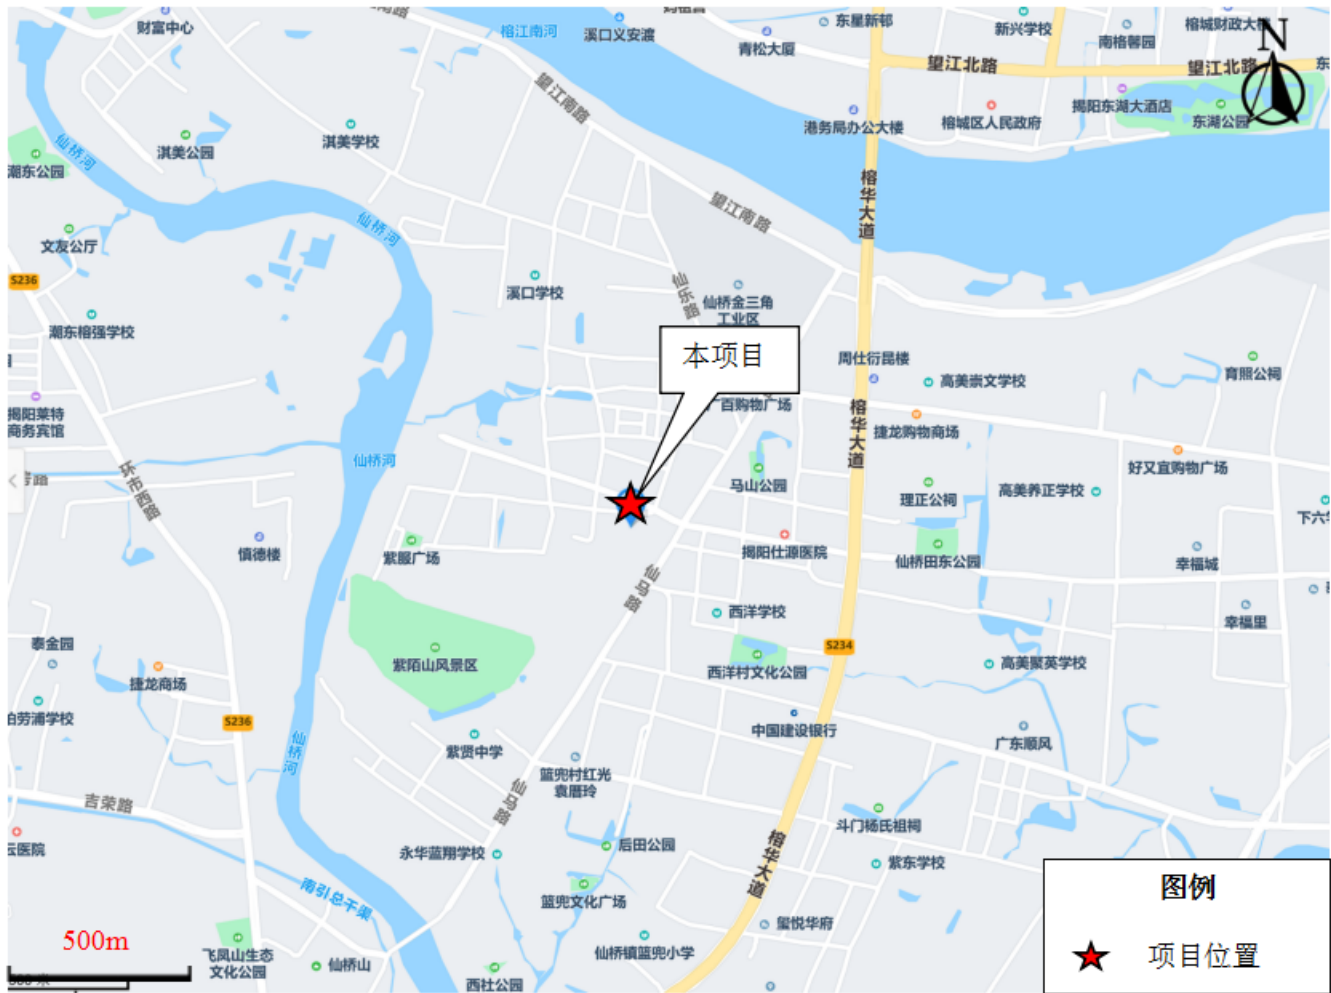 财富中心
榕江南河
溪口义安渡
东星新邨
青松大厦
新兴学校
南格馨园
N
望江北路
望江北路
揭阳东湖大酒店
东湖公园
港务局办公大楼
榕城区人民政府
望江南路
淇美公园
淇美学校
仙桥河
潮东公园
榕华大道
望江南路
仙桥河
文友公厅
S236
溪口学校
仙乐路
仙桥金三角
工业区
潮东榕强学校
本项目
周仕衍昆楼
高美崇文学校
育照公祠
揭阳莱特
商务宾馆
广百购物广场
榕华大道
捷龙购物商场
仙桥河
环市西路
马山公园
理正公祠
高美养正学校
好又宜购物广场
慎德楼
紫服广场
揭阳仕源医院
仙桥田东公园
幸福城
仙马路
西洋学校
幸福里
泰金园
紫陌山风景区
S234
西洋村文化公园
高美聚英学校
捷龙商场
S236
仙桥河
紫贤中学
中国建设银行
广东顺风
篮兜村红光
袁厝玲
仙马路
吉荣路
斗门杨氏祖祠
永华蓝翔学校
后田公园
榕华大道
紫东学校
南引总干渠
篮兜文化广场
玺悦华府
图例
500m
飞凤山生态
文化公园
仙桥山
仙桥镇篮兜小学
西社公园
项目位置